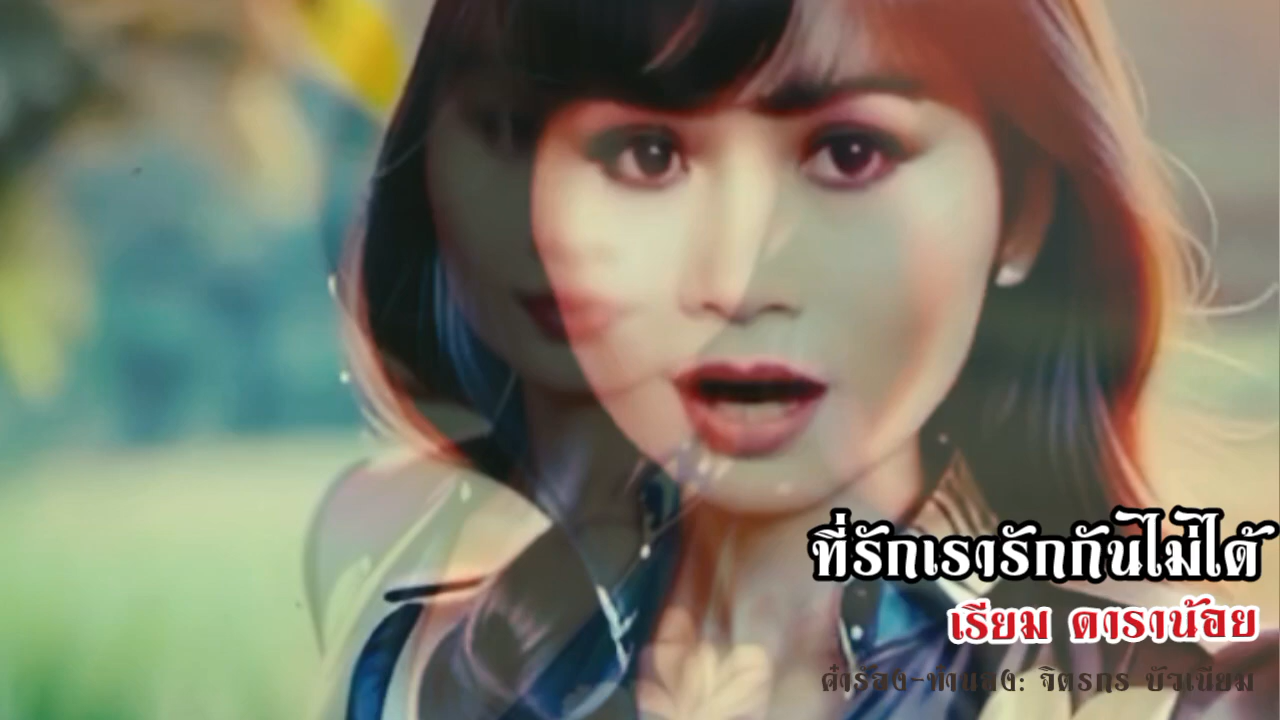 ที่รักเรารักกันไม่ได้
เรียม ดาราน้อย
คำร้อง-ทำนอง: จิตรกร บัวเนียม